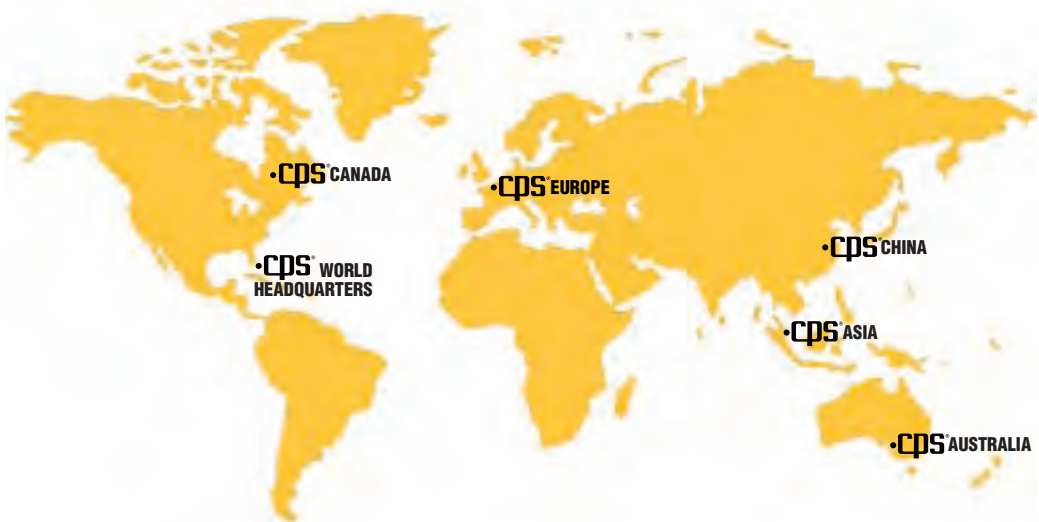 cps® CANADA
cps® EUROPE
cps® CHINA
cps® WORLD
HEADQUARTERS
cps® ASIA
cps® AUSTRALIA